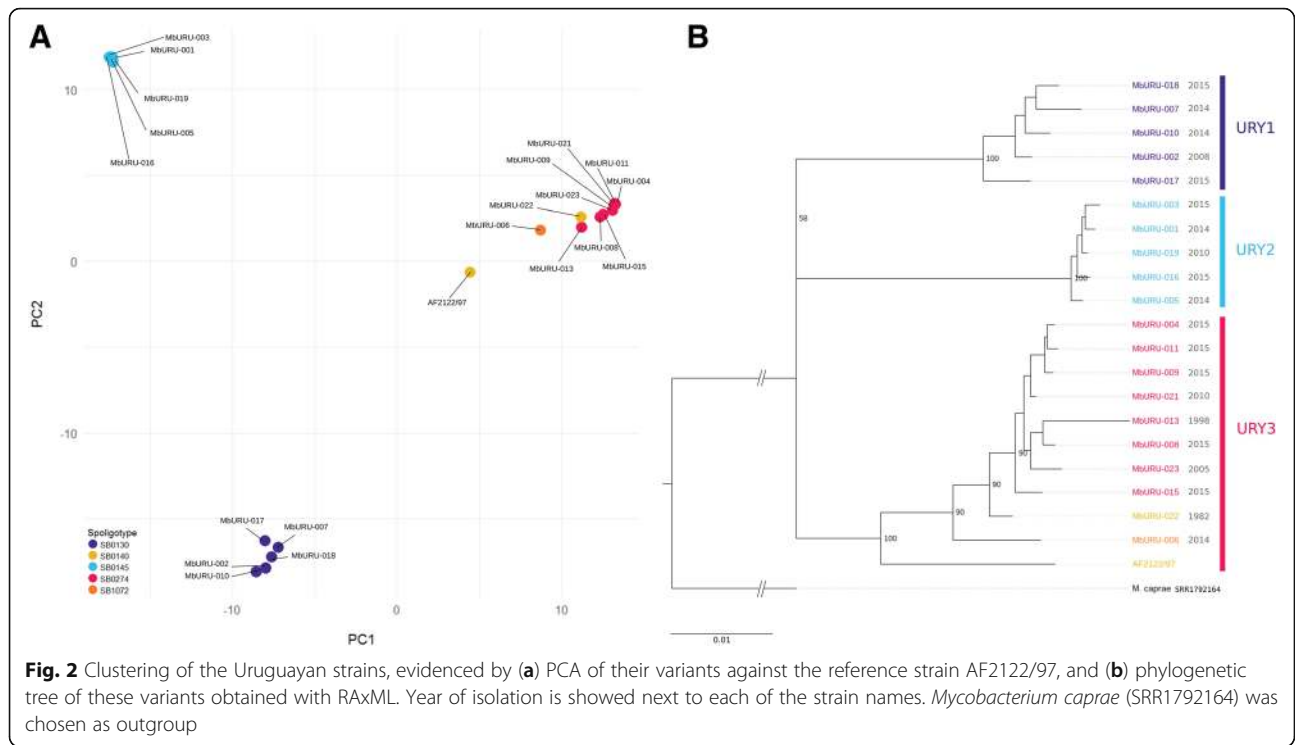 A
MbURU-003
MbURU-001
MbURU-019
MbURU-005
MbURU-016
MbURU-021
MbURU-009
MbURU-011
MbURU-004
MbURU-023
MbURU-022
MbURU-006
MbURU-008
MbURU-013
MbURU-015
AF2122/97
MbURU-017
MbURU-007
MbURU-018
MbURU-002
MbURU-010
Spoligotype
SB0130
SB0140
SB0145
SB0274
SB1072
10
0
-10
PC2
-10
0
10
PC1
B
MbURU-018 2015
MbURU-007 2014
MbURU-010 2014
MbURU-002 2008
MbURU-017 2015
URY1
MbURU-003 2015
MbURU-001 2014
MbURU-019 2010
MbURU-016 2015
MbURU-005 2014
URY2
MbURU-004 2015
MbURU-011 2015
MbURU-009 2015
MbURU-021 2010
MbURU-013 1998
MbURU-008 2015
MbURU-023 2005
MbURU-015 2015
MbURU-022 1982
MbURU-006 2014
AF2122/97
URY3
M. caprae SRR1792164
100
58
100
90
90
90
100
//
//
0.01
Fig. 2 Clustering of the Uruguayan strains, evidenced by (a) PCA of their variants against the reference strain AF2122/97, and (b) phylogenetic
tree of these variants obtained with RAxML. Year of isolation is showed next to each of the strain names. Mycobacterium caprae (SRR1792164) was
chosen as outgroup